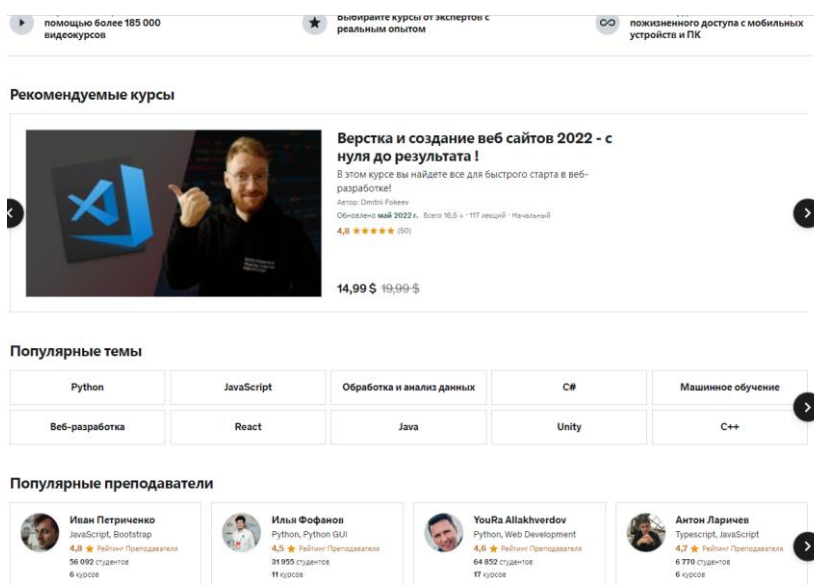 помощью более 185 000
видеокурсов
Выбирайте курсы от экспертов с
реальным опытом
пожизненного доступа с мобильных
устройств и ПК
Рекомендуемые курсы
Верстка и создание веб сайтов 2022 - с
нуля до результата !
В этом курсе вы найдете все для быстрого старта в веб-
разработке!
Автор: Dmitrii Fokeev
Обновлено май 2022 г. Всего 16,5 ч · 117 лекций · Начальный
4,8 ★★★★★ (50)
14,99 $ 19,99 $
Популярные темы
Python
JavaScript
Обработка и анализ данных
C#
Машинное обучение
Веб-разработка
React
Java
Unity
C++
Популярные преподаватели
Иван Петриченко
JavaScript, Bootstrap
4,8 ★ Рейтинг Преподавателя
56 092 студентов
6 курсов
Илья Фофанов
Python, Python GUI
4,5 ★ Рейтинг Преподавателя
31 955 студентов
11 курсов
YouRa Allakhverdov
Python, Web Development
4,6 ★ Рейтинг Преподавателя
64 852 студентов
17 курсов
Антон Ларичев
Typescript, JavaScript
4,7 ★ Рейтинг Преподавателя
6 770 студентов
6 курсов